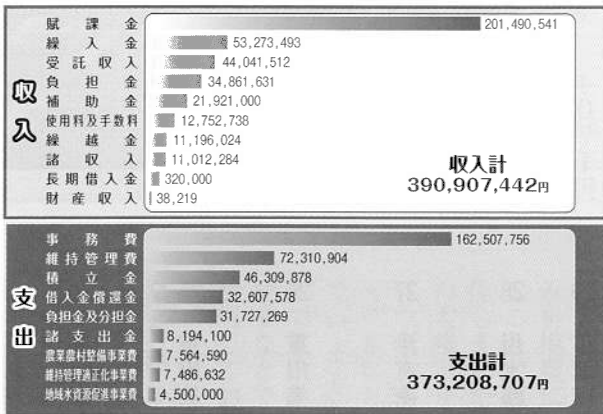 収入
賦課金 201,490,541
繰入金 53,273,493
受託収入 44,041,512
負担金 34,861,631
補助金 21,921,000
使用料及手数料 12,752,738
繰越金 11,196,024
諸収入 11,012,284
長期借入金 320,000
財産収入 38,219
収入計
390,907,442円
支出
事務費 162,507,756
維持管理費 72,310,904
積立金 46,309,878
借入金償還金 32,607,578
負担金及分担金 31,727,269
諸支出金 8,194,100
農業農村整備事業費 7,564,590
維持管理適正化事業費 7,486,632
地域水資源促進事業費 4,500,000
支出計
373,208,707円